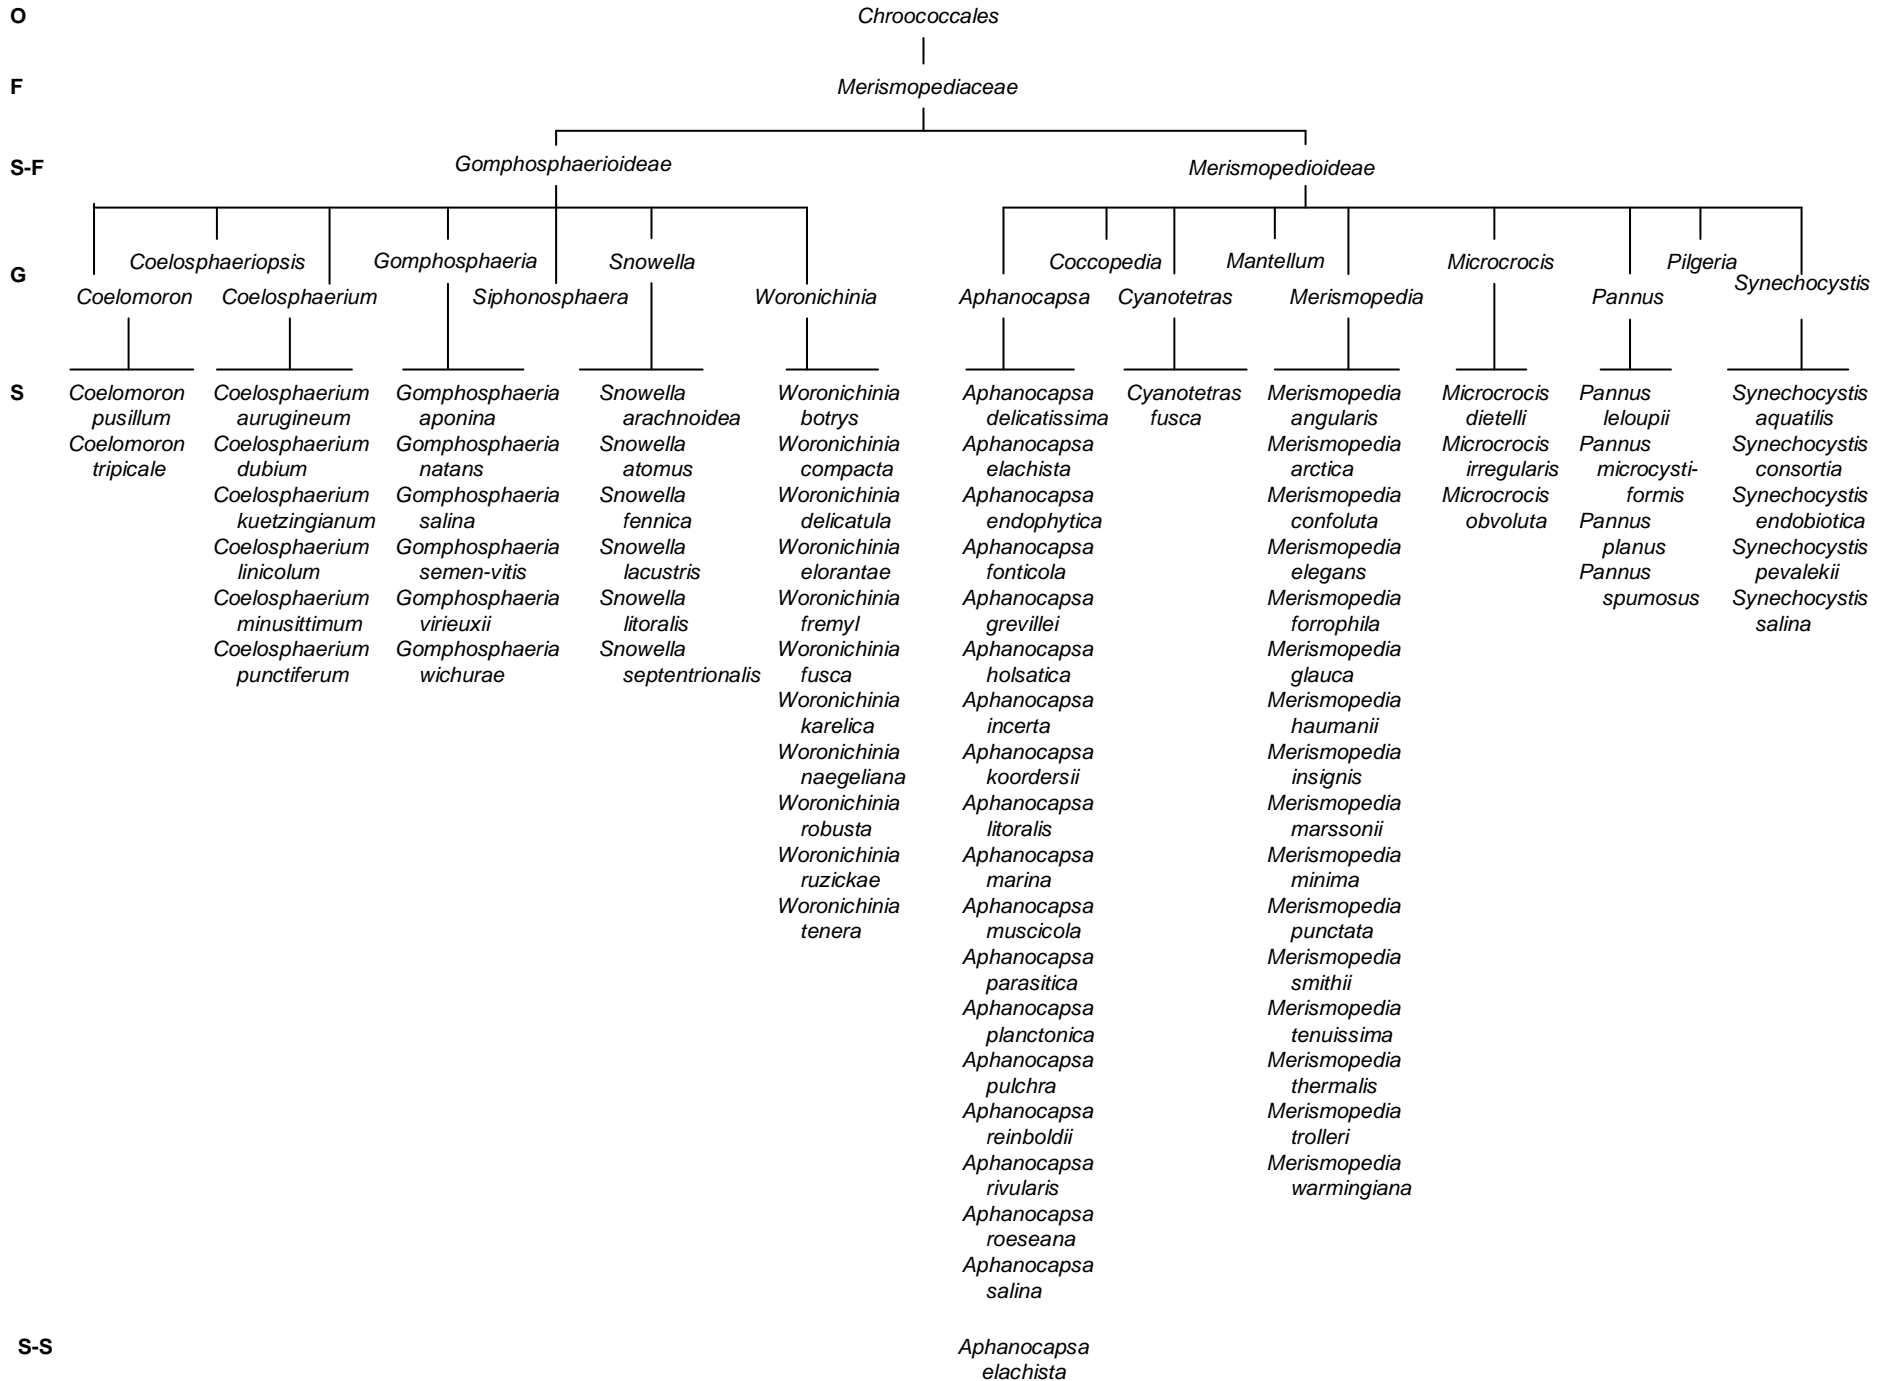 O
Chroococcales
F
Merismopediaceae
S-F
Gomphosphaerioideae
Merismopedioideae
G
Coelosphaeriopsis
Gomphosphaeria
Snowella
Coccopedia
Mantellum
Microcrocis
Pilgeria
Synechocystis
Coelomoron
Coelosphaerium
Siphonosphaera
Woronichinia
Aphanocapsa
Cyanotetras
Merismopedia
Pannus
S
Coelomoron
pusillum
Coelomoron
tripicale
Coelosphaerium
aurugineum
Coelosphaerium
dubium
Coelosphaerium
kuetzingianum
Coelosphaerium
linicolum
Coelosphaerium
minusittimum
Coelosphaerium
punctiferum
Gomphosphaeria
aponina
Gomphosphaeria
natans
Gomphosphaeria
salina
Gomphosphaeria
semen-vitis
Gomphosphaeria
virieuxii
Gomphosphaeria
wichurae
Snowella
arachnoidea
Snowella
atomus
Snowella
fennica
Snowella
lacustris
Snowella
litoralis
Snowella
septentrionalis
Woronichinia
botrys
Woronichinia
compacta
Woronichinia
delicatula
Woronichinia
elorantae
Woronichinia
fremyl
Woronichinia
fusca
Woronichinia
karelica
Woronichinia
naegeliana
Woronichinia
robusta
Woronichinia
ruzickae
Woronichinia
tenera
Aphanocapsa
delicatissima
Aphanocapsa
elachista
Aphanocapsa
endophytica
Aphanocapsa
fonticola
Aphanocapsa
grevillei
Aphanocapsa
holsatica
Aphanocapsa
incerta
Aphanocapsa
koordersii
Aphanocapsa
litoralis
Aphanocapsa
marina
Aphanocapsa
muscicola
Aphanocapsa
parasitica
Aphanocapsa
planctonica
Aphanocapsa
pulchra
Aphanocapsa
reinboldii
Aphanocapsa
rivularis
Aphanocapsa
roeseana
Aphanocapsa
salina
Cyanotetras
fusca
Merismopedia
angularis
Merismopedia
arctica
Merismopedia
confoluta
Merismopedia
elegans
Merismopedia
forrophila
Merismopedia
glauca
Merismopedia
haumanii
Merismopedia
insignis
Merismopedia
marssonii
Merismopedia
minima
Merismopedia
punctata
Merismopedia
smithii
Merismopedia
tenuissima
Merismopedia
thermalis
Merismopedia
trolleri
Merismopedia
warmingiana
Microcrocis
dietelli
Microcrocis
irregularis
Microcrocis
obvoluta
Pannus
leloupii
Pannus
microcysti-
formis
Pannus
planus
Pannus
spumosus
Synechocystis
aquatilis
Synechocystis
consortia
Synechocystis
endobiotica
Synechocystis
pevalekii
Synechocystis
salina
S-S
Aphanocapsa
elachista